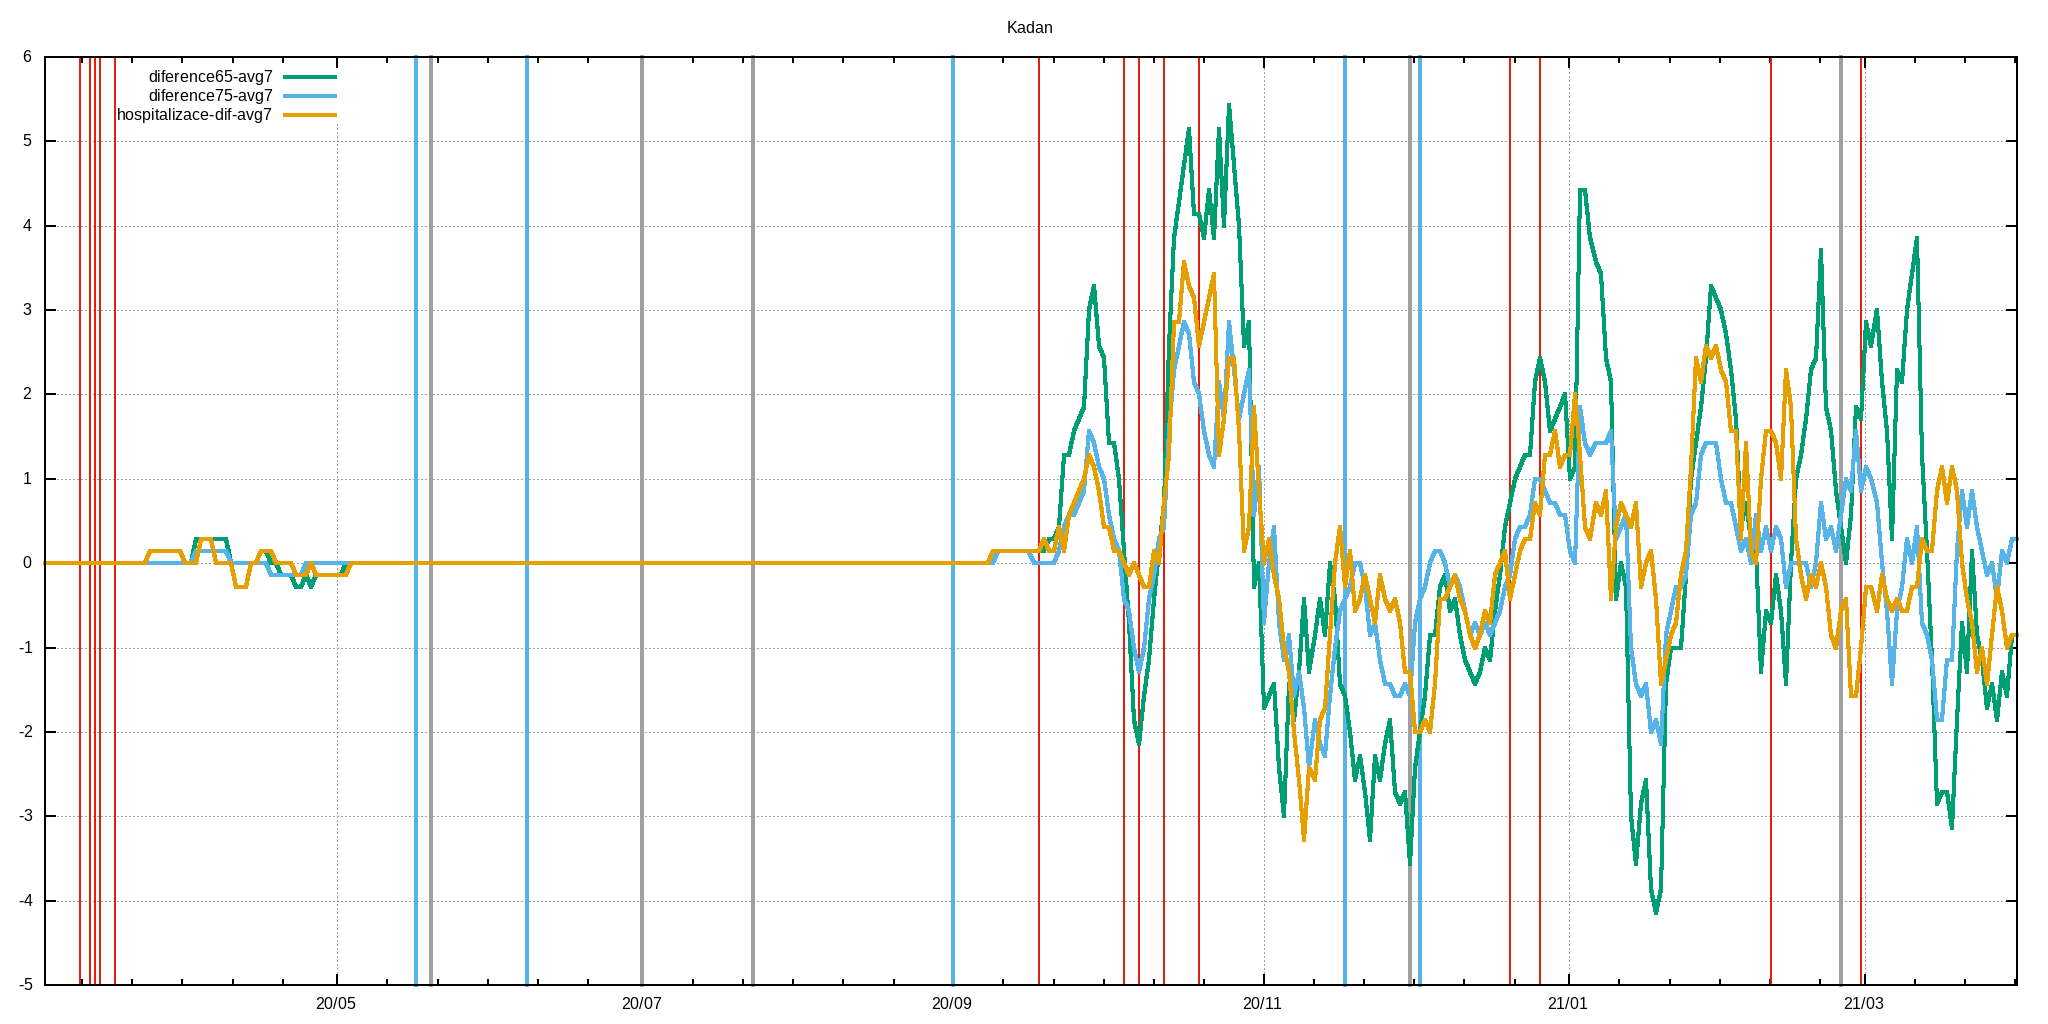 Kadan
diference65-avg7
diference75-avg7
hospitalizace-dif-avg7
6
5
4
3
2
1
0
-1
-2
-3
-4
-5
20/05 20/07 20/09 20/11 21/01 21/03